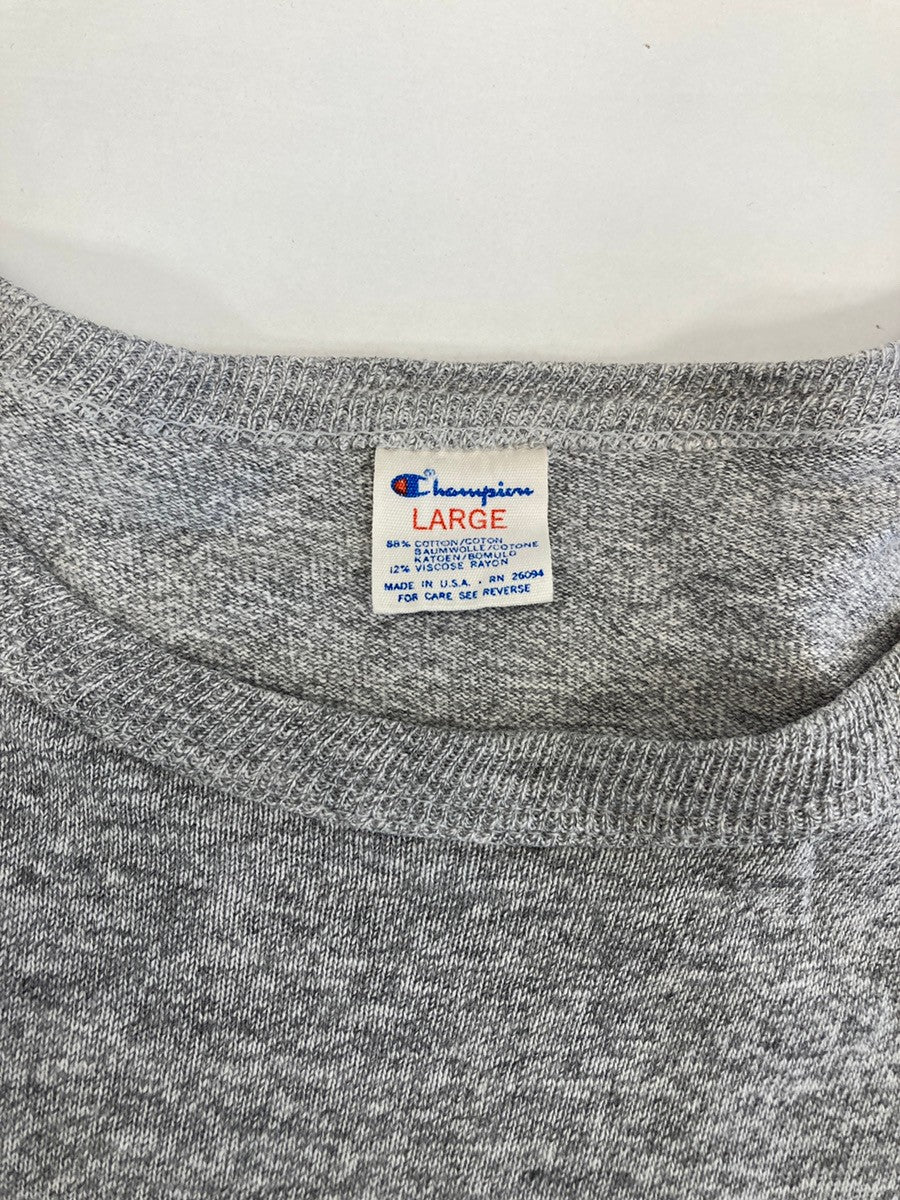 Champion®
LARGE
88% COTTON/COTON
BAUMWOLLE/COTONE
KATOEN/BOMULD
12% VISCOSE RAYON
MADE IN U.S.A. . RN 26094
FOR CARE SEE REVERSE